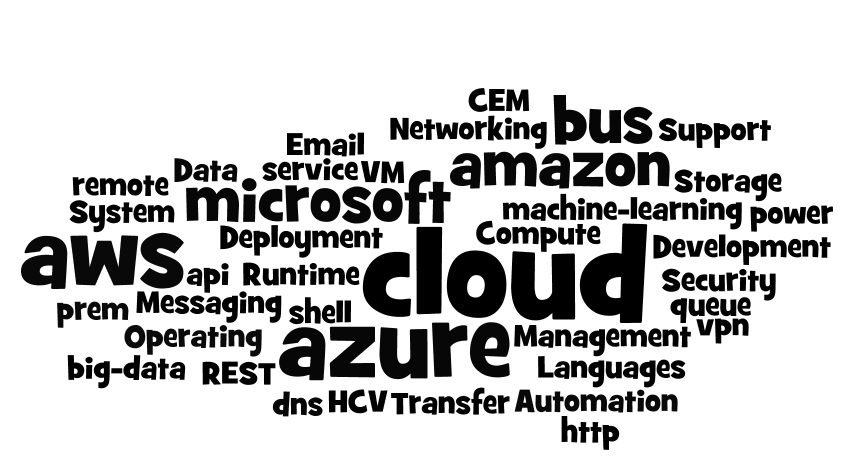 CEM
Networking bus Support
Email amazon
Data service VM Storage
remote microsoft
System machine-learning power
Deployment Compute
aws cloud Development
api Runtime Security
prem Messaging shell queue
Operating azure Management vpn
big-data REST Languages
dns HCV Transfer Automation
http